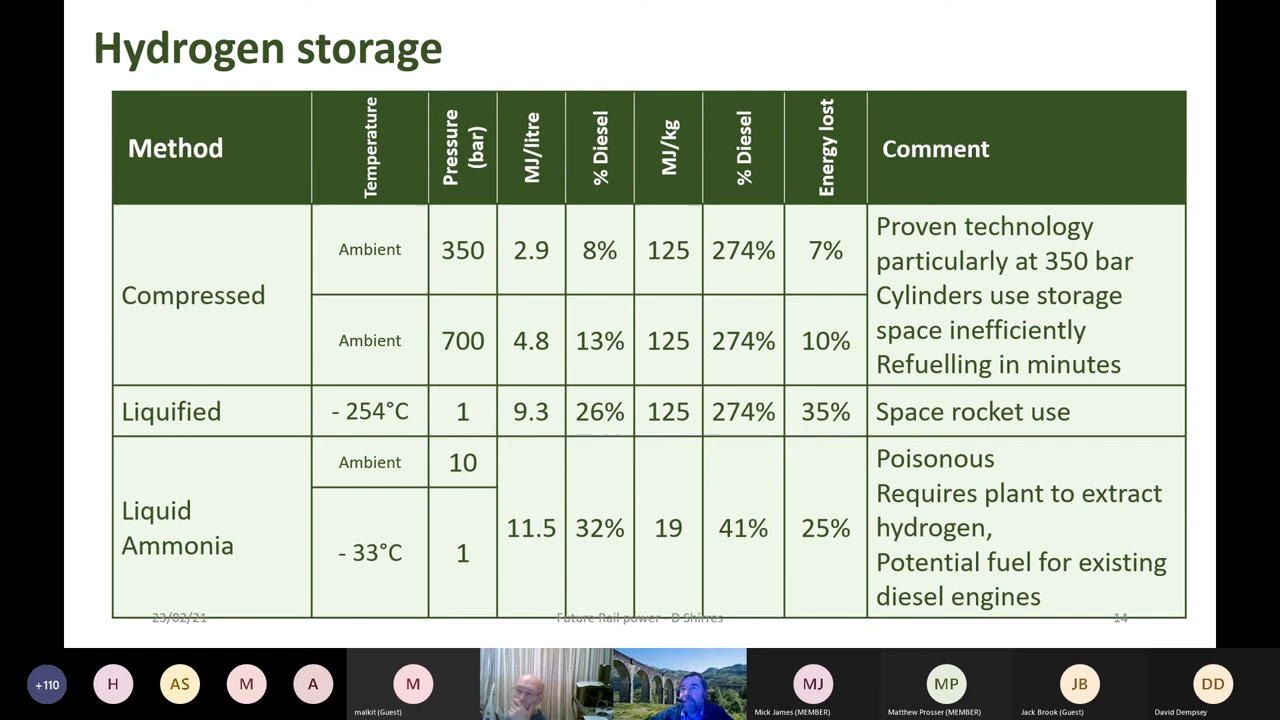 Hydrogen storage
Method
Temperature
Pressure
(bar)
MJ/litre
% Diesel
MJ/kg
% Diesel
Energy lost
Comment
Compressed
Ambient
350
2.9
8%
125
274%
7%
Ambient
700
4.8
13%
125
274%
10%
Proven technology
particularly at 350 bar
Cylinders use storage
space inefficiently
Refuelling in minutes
Liquified
- 254°C
1
9.3
26%
125
274%
35%
Space rocket use
Liquid
Ammonia
Ambient
10
- 33°C
1
11.5
32%
19
41%
25%
Poisonous
Requires plant to extract
hydrogen,
Potential fuel for existing
diesel engines
23/02/21
Future Rail power - D Shirres
14
+110
H
AS
M
A
M
malkit (Guest)
MJ
Mick James (MEMBER)
MP
Matthew Prosser (MEMBER)
JB
Jack Brook (Guest)
DD
David Dempsey